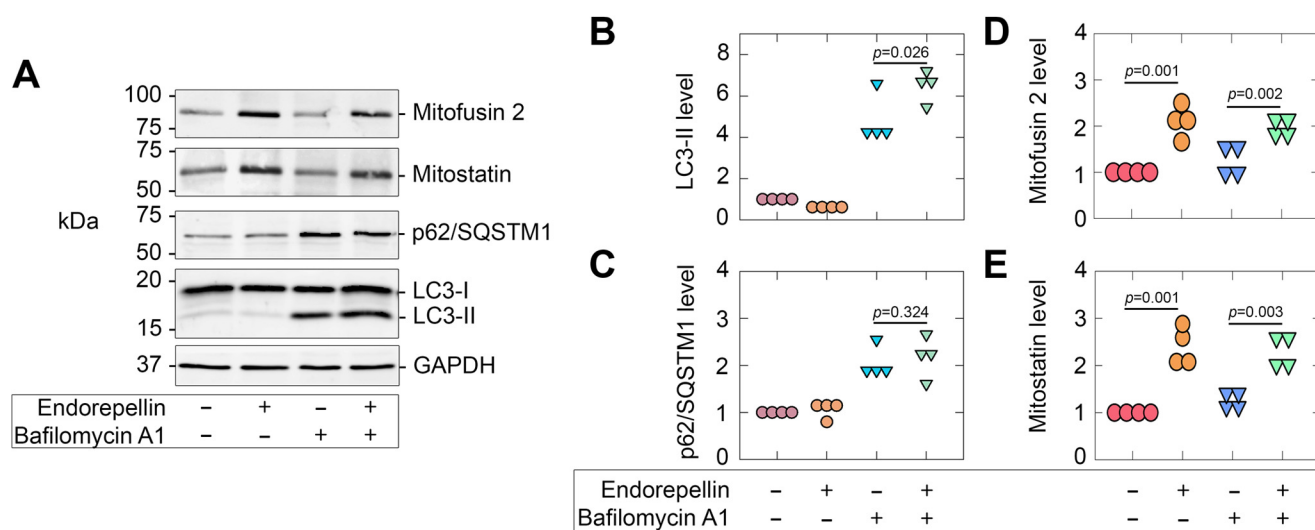 A
kDa
100
75
Mitofusin 2
75
50
Mitostatin
75
50
p62/SQSTM1
20
15
LC3-I
LC3-II
37
GAPDH
Endorepellin – + – +
Bafilomycin A1 – – + +
B
LC3-II level
8
6
4
2
0
p=0.026
C
p62/SQSTM1 level
4
3
2
1
0
p=0.324
D
Mitofusin 2 level
4
3
2
1
0
p=0.001
p=0.002
E
Mitostatin level
4
3
2
1
0
p=0.001
p=0.003
Endorepellin – + – + – + – +
Bafilomycin A1 – – + + – – + +